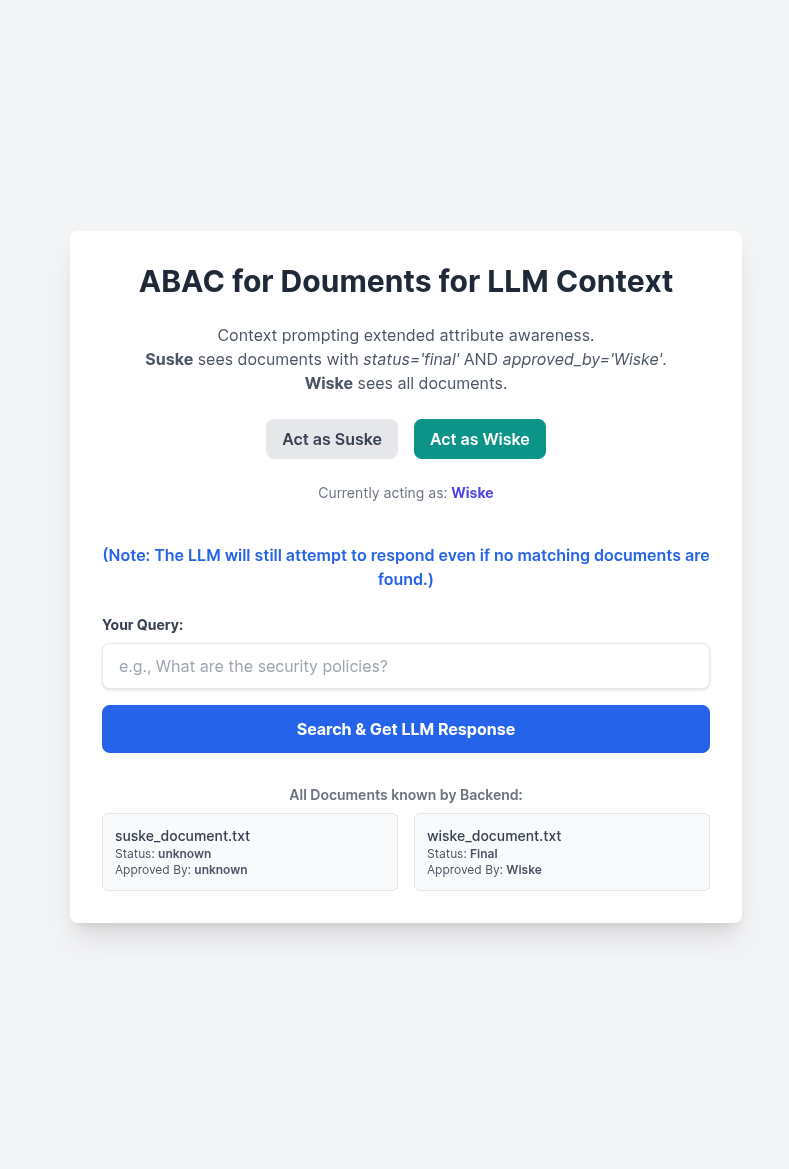 ABAC for Douments for LLM Context
Context prompting extended attribute awareness.
Suske sees documents with status='final' AND approved_by='Wiske'.
Wiske sees all documents.
Act as Suske
Act as Wiske
Currently acting as: Wiske
(Note: The LLM will still attempt to respond even if no matching documents are
found.)
Your Query:
e.g., What are the security policies?
Search & Get LLM Response
All Documents known by Backend:
suske_document.txt
Status: unknown
Approved By: unknown
wiske_document.txt
Status: Final
Approved By: Wiske